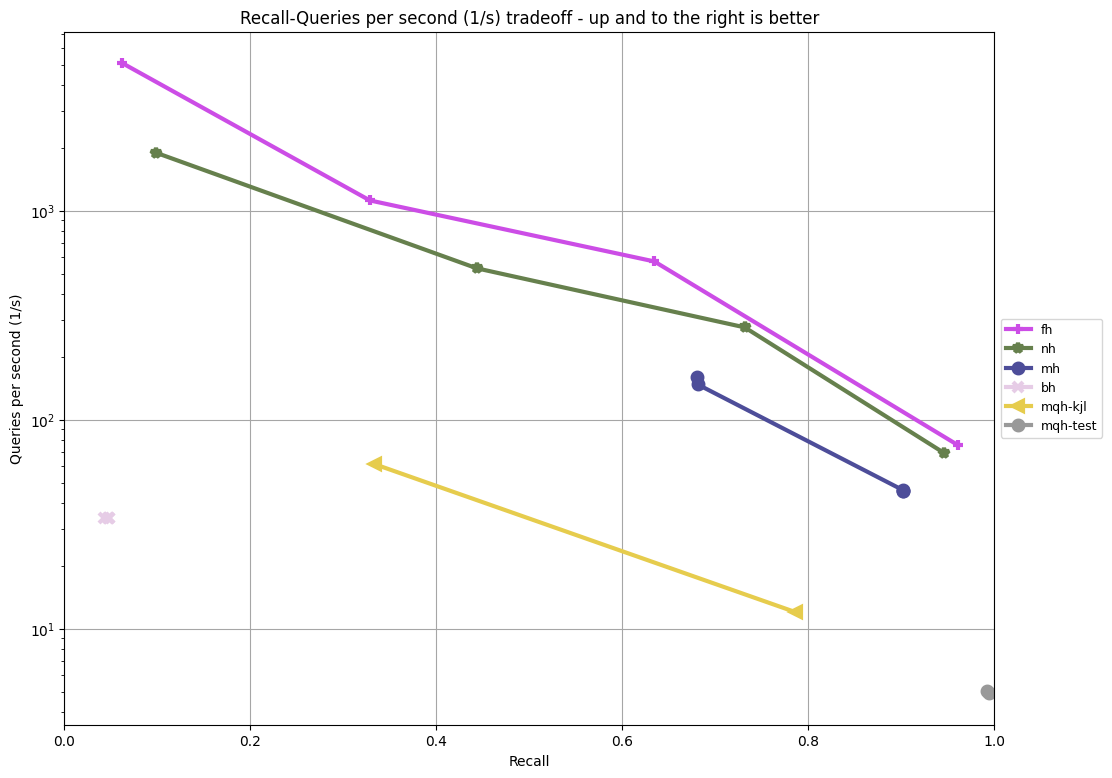 Recall-Queries per second (1/s) tradeoff - up and to the right is better
Queries per second (1/s)
10³
10²
10¹
0.0 0.2 0.4 0.6 0.8 1.0
Recall
fh
nh
mh
bh
mqh-kjl
mqh-test